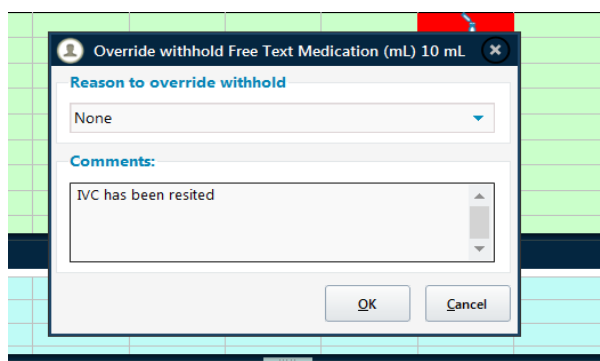 Override withhold Free Text Medication (mL) 10 mL
Reason to override withhold
None
Comments:
IVC has been resited
OK
Cancel